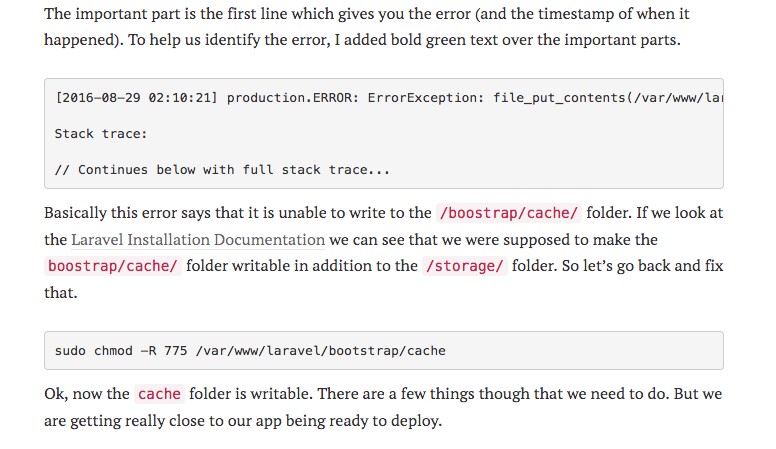 The important part is the first line which gives you the error (and the timestamp of when it
happened). To help us identify the error, I added bold green text over the important parts.
[2016-08-29 02:10:21] production.ERROR: ErrorException: file_put_contents(/var/www/la
Stack trace:
// Continues below with full stack trace...
Basically this error says that it is unable to write to the /boostrap/cache/ folder. If we look at
the Laravel Installation Documentation we can see that we were supposed to make the
boostrap/cache/ folder writable in addition to the /storage/ folder. So let's go back and fix
that.
sudo chmod -R 775 /var/www/laravel/bootstrap/cache
Ok, now the cache folder is writable. There are a few things though that we need to do. But we
are getting really close to our app being ready to deploy.